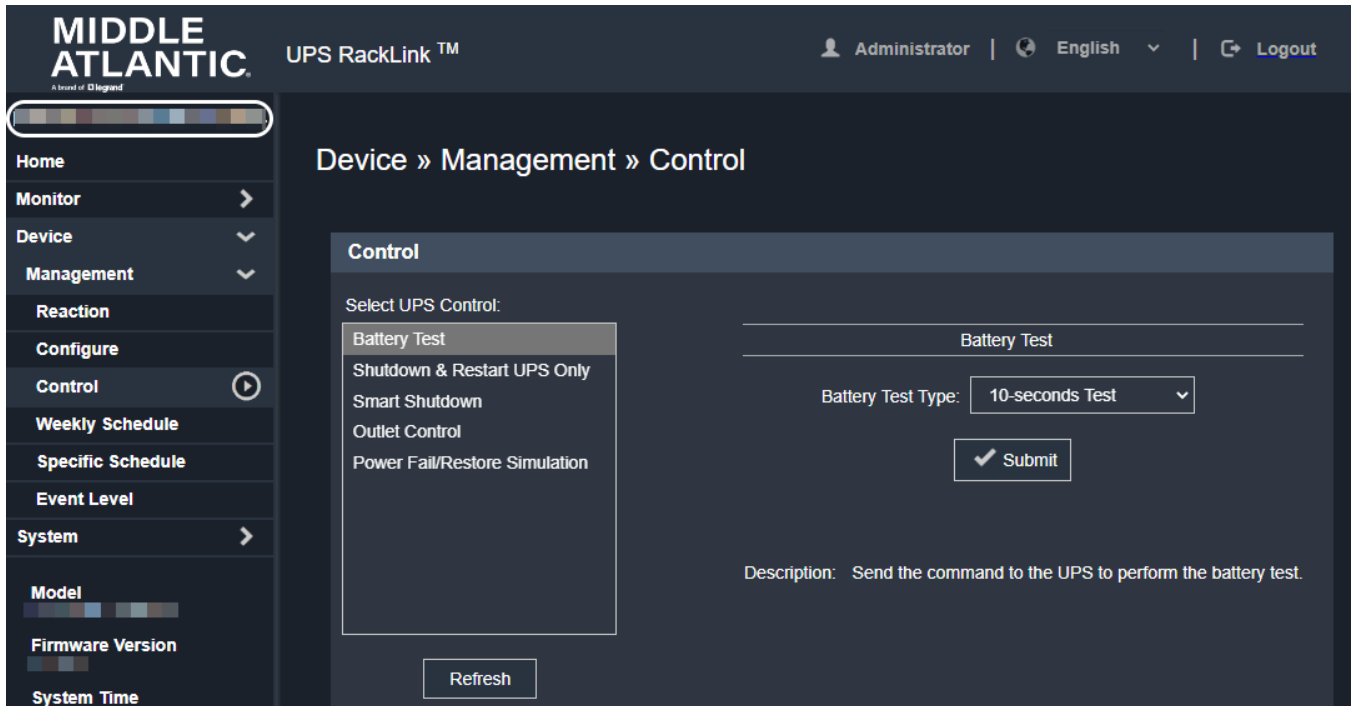 MIDDLE
ATLANTIC®
A brand of legrand
UPS RackLink ™
Administrator | English | Logout
Home
Monitor
Device
Management
Reaction
Configure
Control
Weekly Schedule
Specific Schedule
Event Level
System
Model
Firmware Version
System Time
Device » Management » Control
Control
Select UPS Control:
Battery Test
Shutdown & Restart UPS Only
Smart Shutdown
Outlet Control
Power Fail/Restore Simulation
Refresh
Battery Test
Battery Test Type: 10-seconds Test
Submit
Description: Send the command to the UPS to perform the battery test.